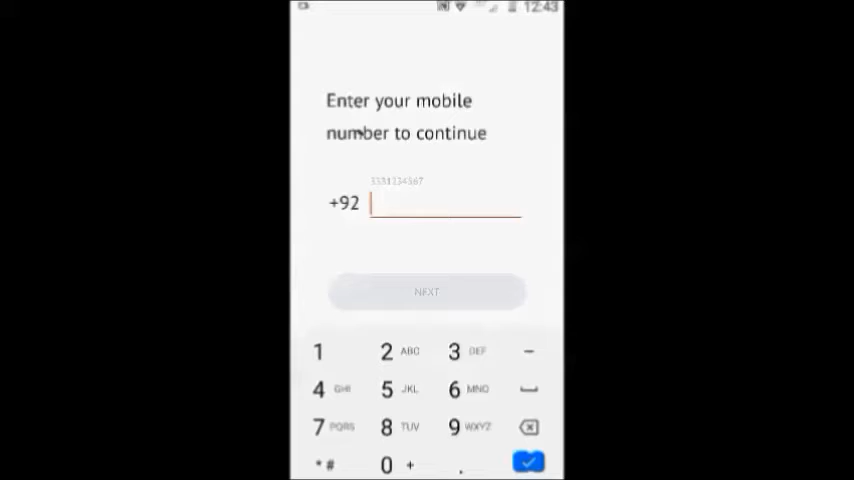 12:43
Enter your mobile
number to continue
3331234567
+92
NEXT
1 2 ABC 3 DEF -
4 GHI 5 JKL 6 MNO
7 PQRS 8 TUV 9 WXYZ
* # 0 + .